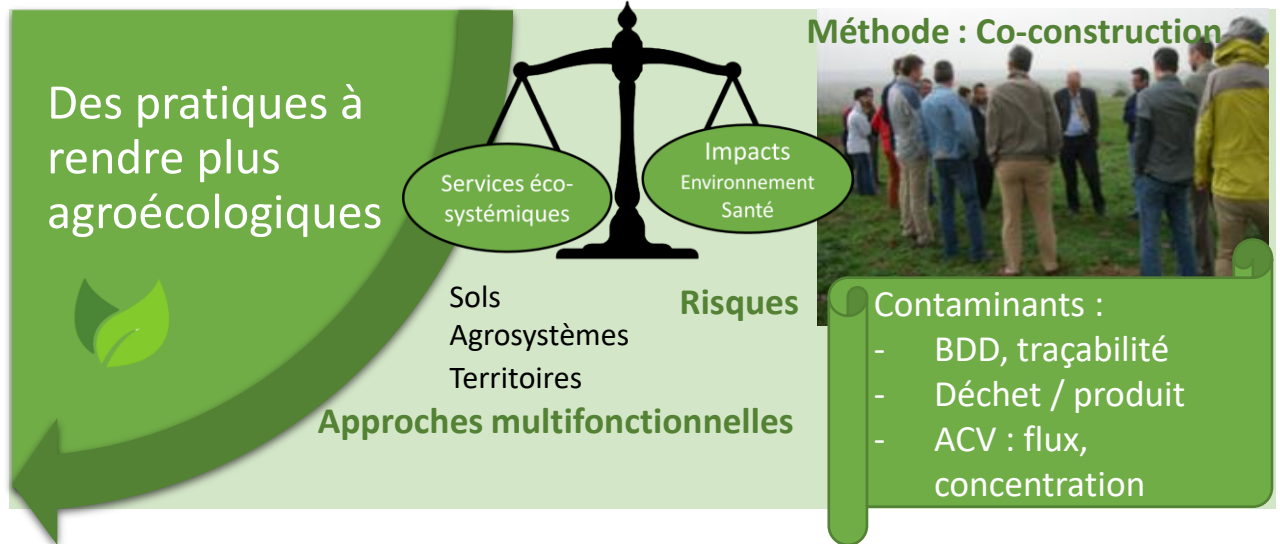 Des pratiques à
rendre plus
agroécologiques
Services éco-
systémiques
Impacts
Environnement
Santé
Sols
Agrosystèmes
Territoires
Risques
Approches multifonctionnelles
Méthode : Co-construction
Contaminants :
- BDD, traçabilité
- Déchet / produit
- ACV : flux,
concentration